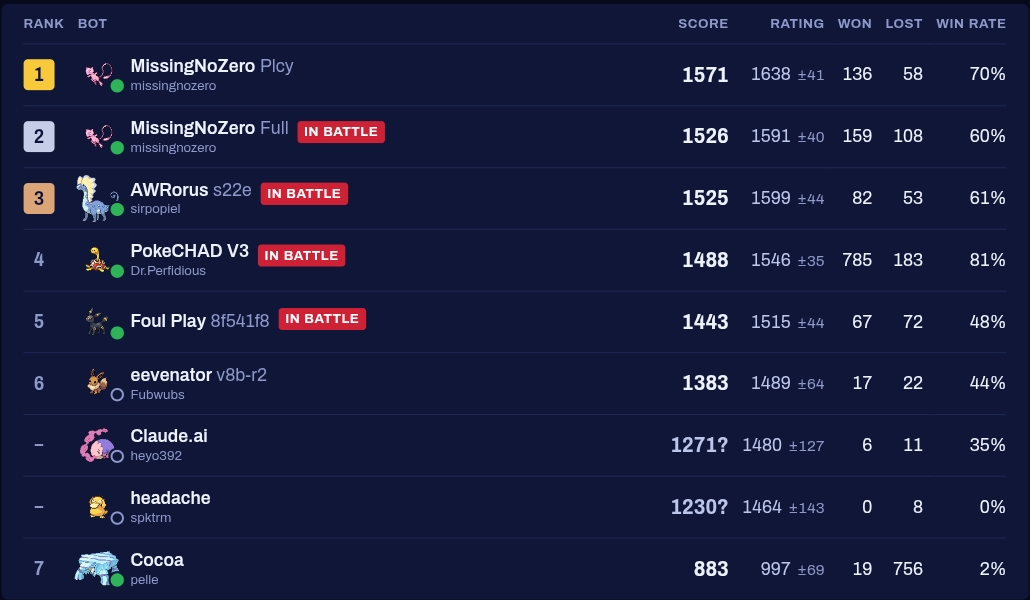 RANK BOT SCORE RATING WON LOST WIN RATE
1 MissingNoZero Plcy 1571 1638 ±41 136 58 70%
missingnozero
2 MissingNoZero Full IN BATTLE 1526 1591 ±40 159 108 60%
missingnozero
3 AWRorus s22e IN BATTLE 1525 1599 ±44 82 53 61%
sirpopiel
4 PokeCHAD V3 IN BATTLE 1488 1546 ±35 785 183 81%
Dr.Perfidious
5 Foul Play 8f541f8 IN BATTLE 1443 1515 ±44 67 72 48%
6 eevenator v8b-r2 1383 1489 ±64 17 22 44%
Fubwubs
– Claude.ai 1271? 1480 ±127 6 11 35%
heyo392
– headache 1230? 1464 ±143 0 8 0%
spktrm
7 Cocoa 883 997 ±69 19 756 2%
pelle